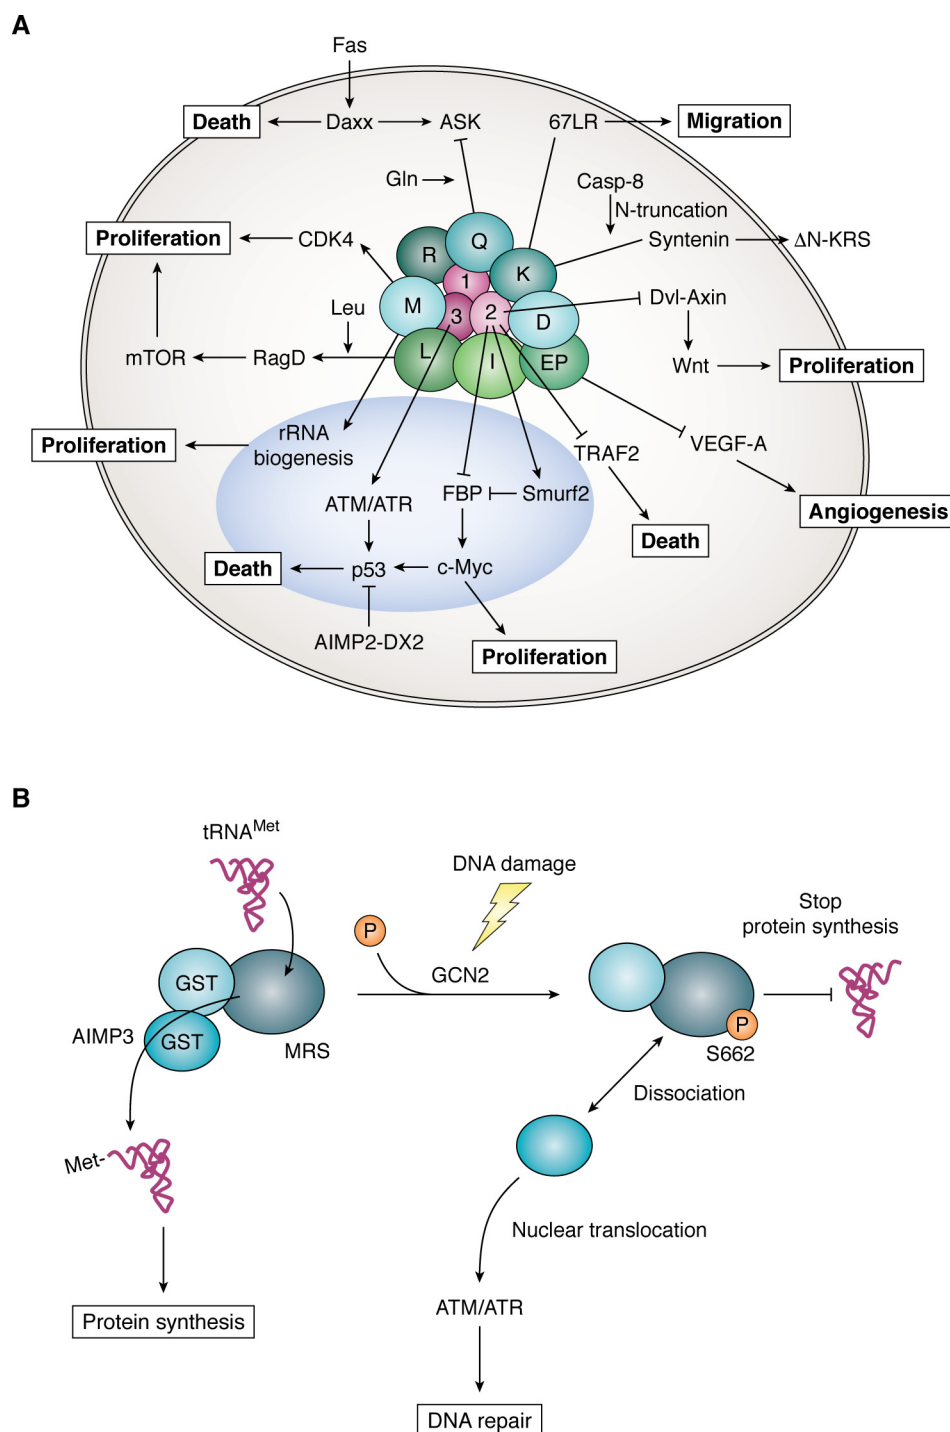 A
Fas
Death
Daxx
ASK
67LR
Migration
Gln
Casp-8
N-truncation
Proliferation
CDK4
R
Q
K
Syntenin
ΔN-KRS
1
M
3
2
D
Dvl-Axin
Leu
mTOR
RagD
L
I
EP
Wnt
Proliferation
Proliferation
rRNA
biogenesis
TRAF2
VEGF-A
ATM/ATR
FBP
Smurf2
Angiogenesis
Death
Death
p53
c-Myc
AIMP2-DX2
Proliferation
B
tRNAMet
DNA damage
P
Stop
protein synthesis
GST
GCN2
AIMP3
GST
MRS
P
S662
Dissociation
Met-
Nuclear translocation
Protein synthesis
ATM/ATR
DNA repair